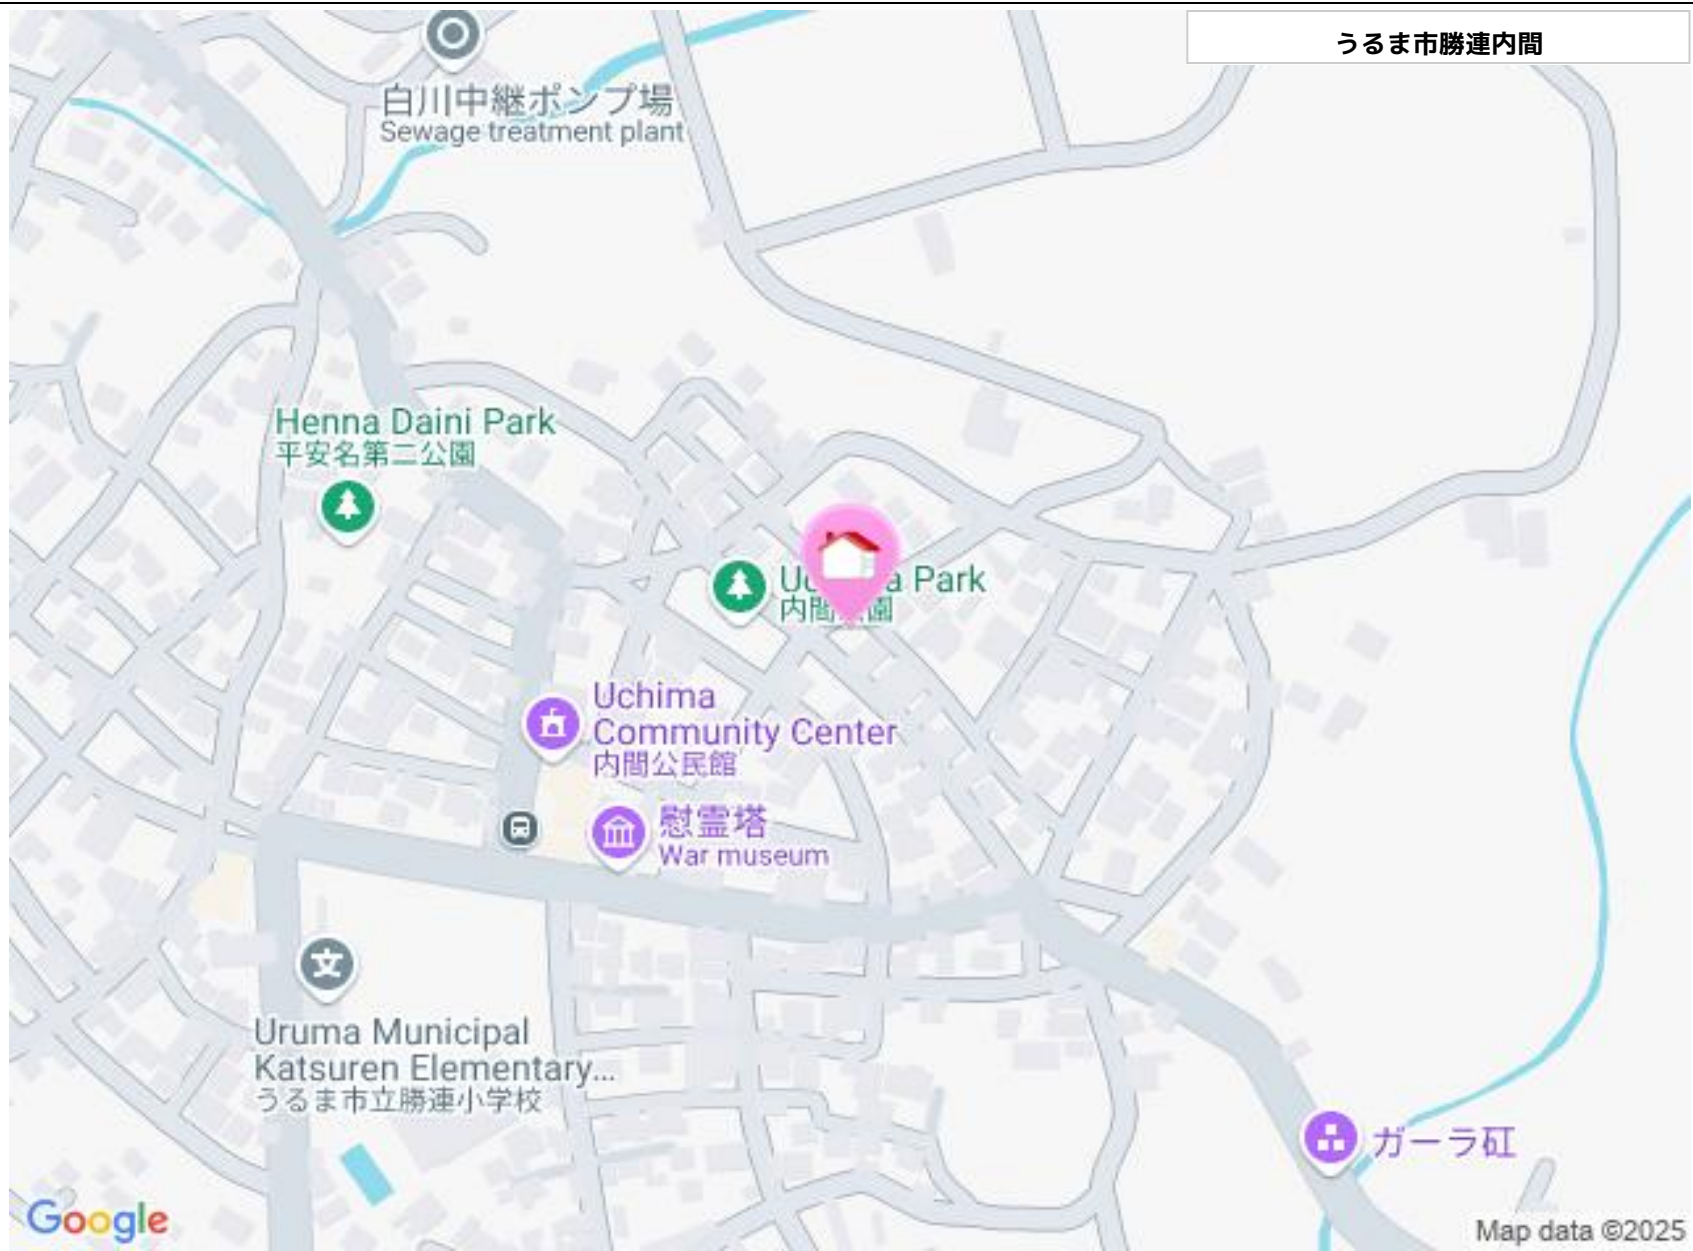 うるま市勝連内間
白川中継ポンプ場
Sewage treatment plant
Henna Daini Park
平安名第二公園
Park
内間
園
Uchima
Community Center
内間公民館
慰霊塔
War museum
文
Uruma Municipal
Katsuren Elementary...
うるま市立勝連小学校
ガーラ矼
Google
Map data ©2025